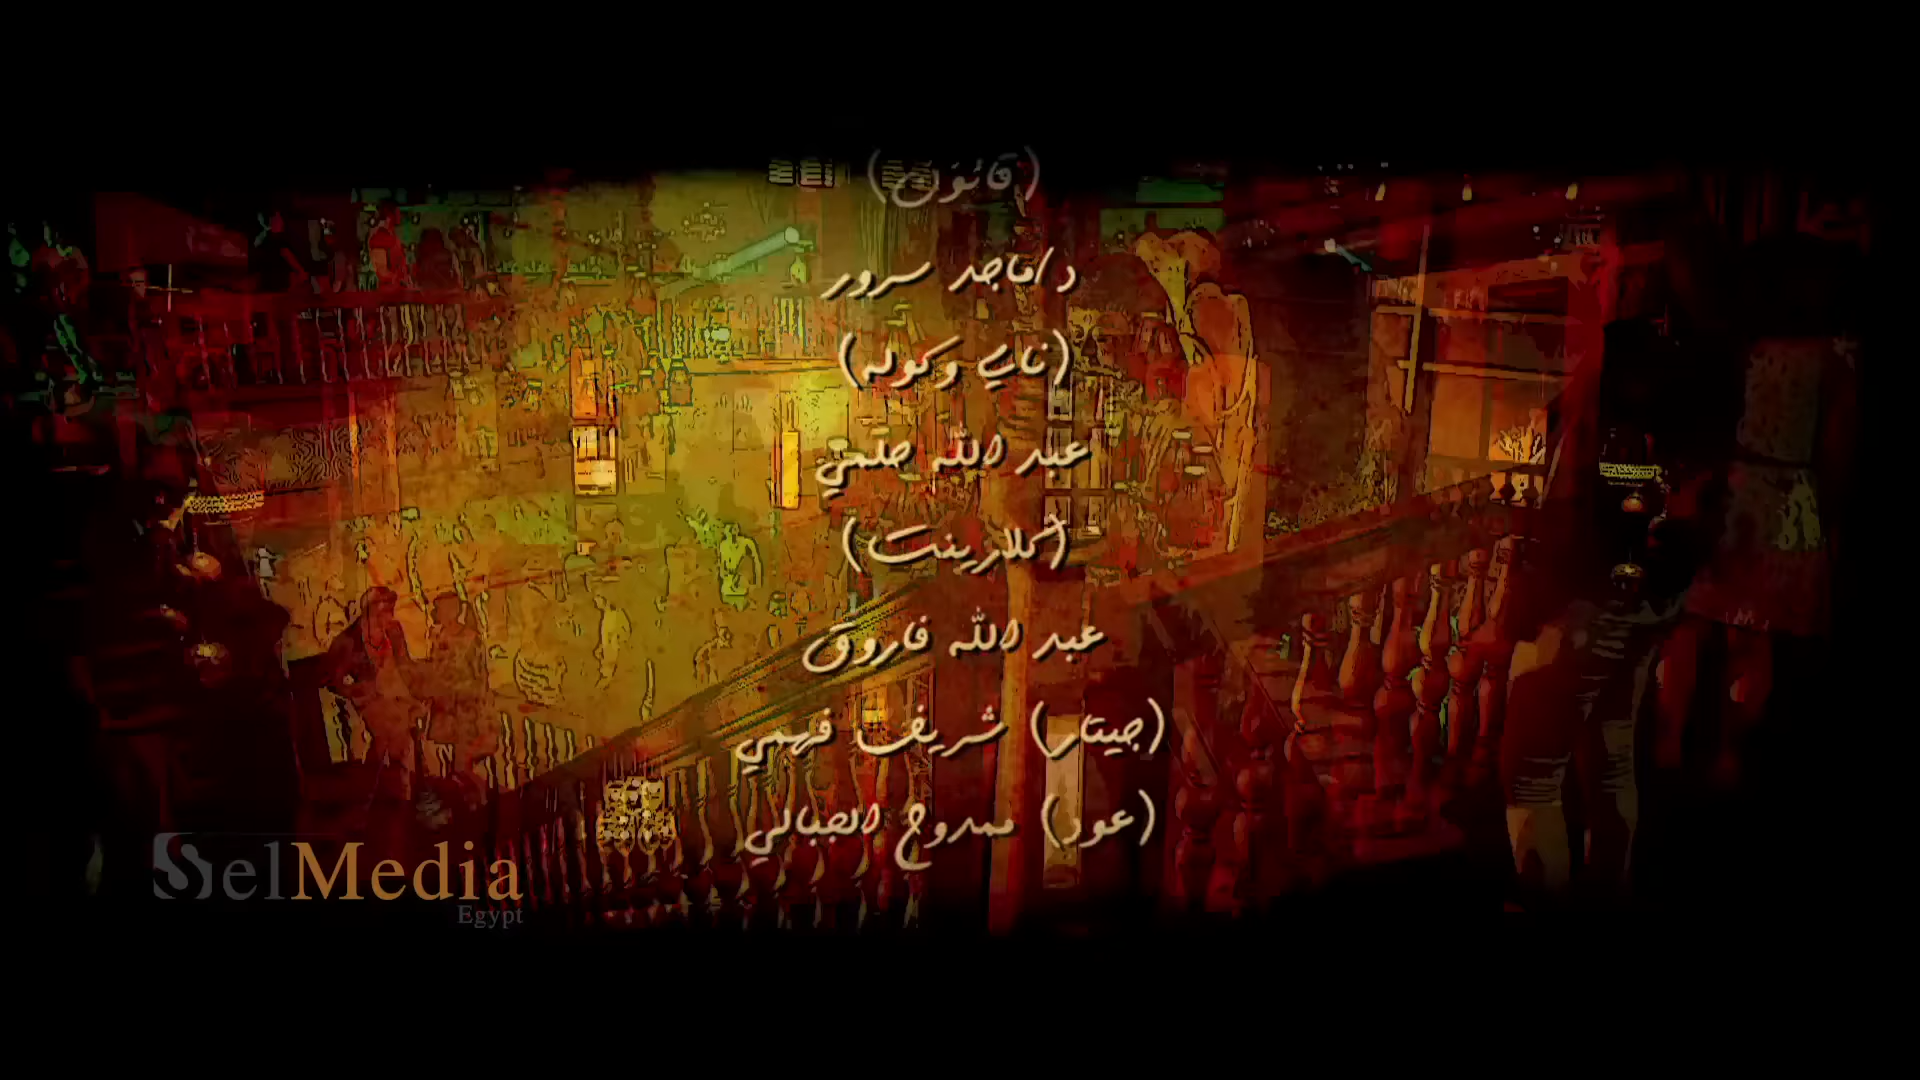 (قانون)
د/ماجد سرور
(ناي وكوله)
عبد الله حلمي
(كلارينت)
عبد الله فاروق
(جيتار) شريف فهمي
(عود) ممدوح الجبالي
SelMedia
Egypt